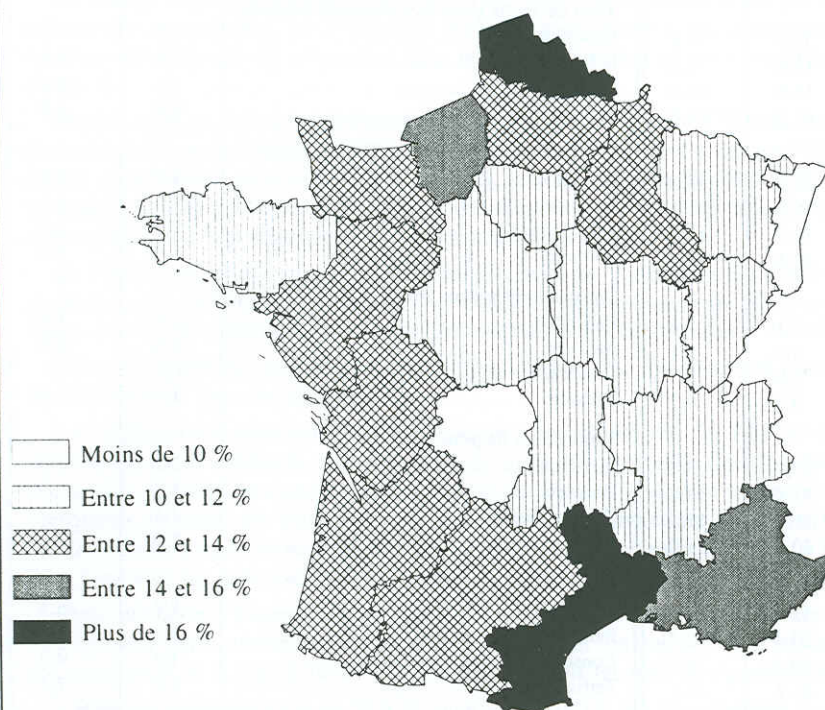 Moins de 10 %
Entre 10 et 12 %
Entre 12 et 14 %
Entre 14 et 16 %
Plus de 16 %